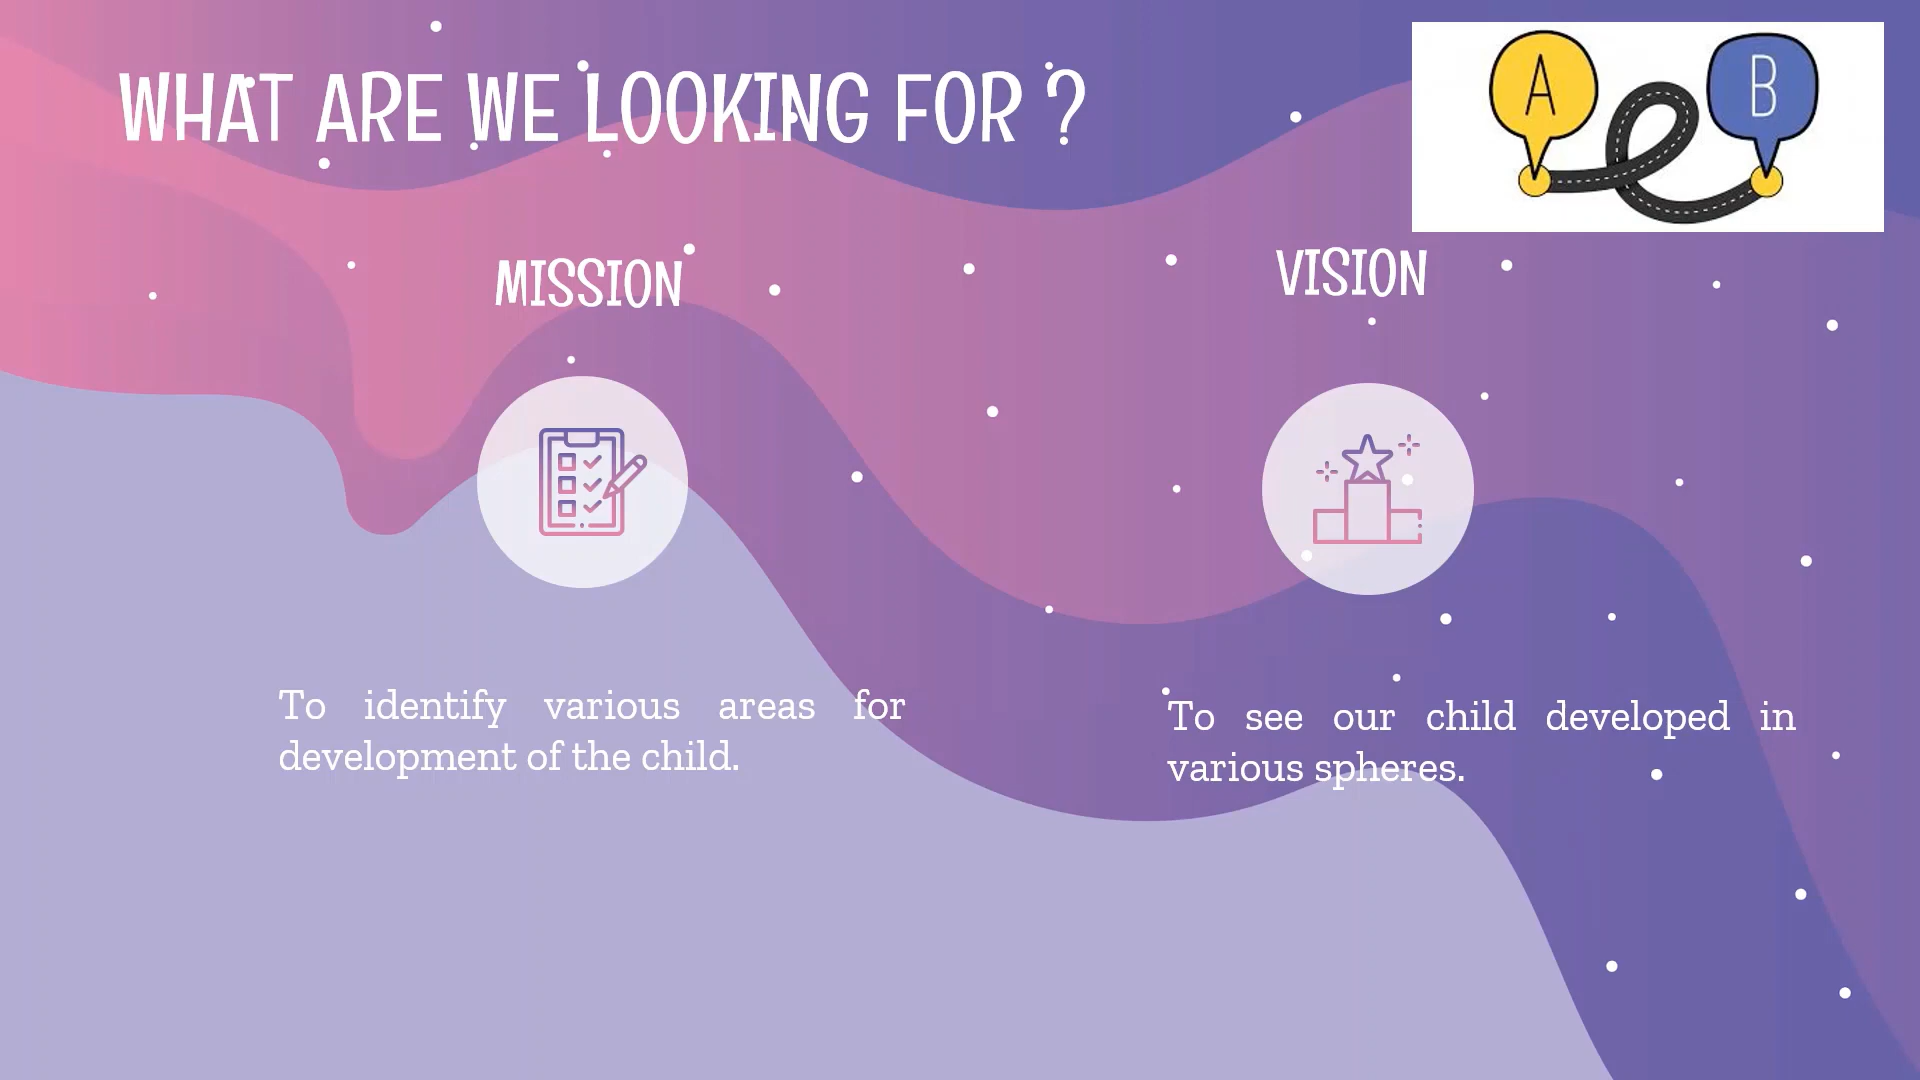 WHAT ARE WE LOOKING FOR ?
A
B
MISSION
VISION
To identify various areas for
development of the child.
To see our child developed in
various spheres.